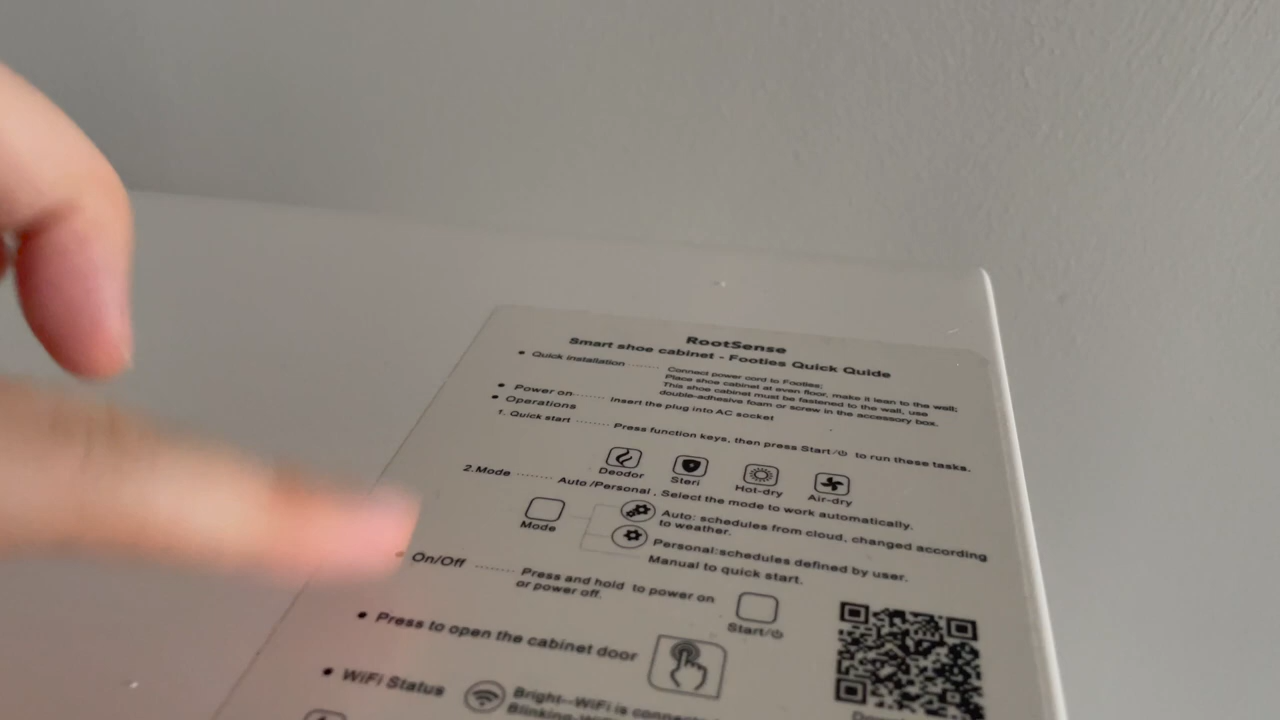 RootSense
Smart shoe cabinet - Footies Quick Quide
• Quick installation ........ Connect power cord to Footies;
Place shoe cabinet at even floor, make it lean to the wall;
This shoe cabinet must be fastened to the wall, use
double-adhesive foam or screw in the accessory box.
• Power on........ Insert the plug into AC socket
• Operations
1. Quick start ........ Press function keys, then press Start/⏻ to run these tasks.
Deodor Steri Hot-dry Air-dry
2.Mode ........ Auto /Personal . Select the mode to work automatically.
Mode
Auto: schedules from cloud, changed according
to weather.
Personal:schedules defined by user.
Manual to quick start.
On/Off ........ Press and hold to power on
or power off.
Start/⏻
• Press to open the cabinet door
• WiFi Status
Bright--WiFi is
Blinking